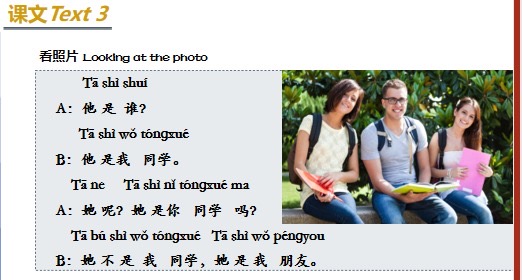 课文Text 3
看照片 Looking at the photo
Tā shì shuí
A：他 是 谁？
Tā shì wǒ tóngxué
B：他 是 我 同学。
Tā ne Tā shì nǐ tóngxué ma
A：她 呢？她 是 你 同学 吗？
Tā bú shì wǒ tóngxué Tā shì wǒ péngyou
B：她 不 是 我 同学，她 是 我 朋友。